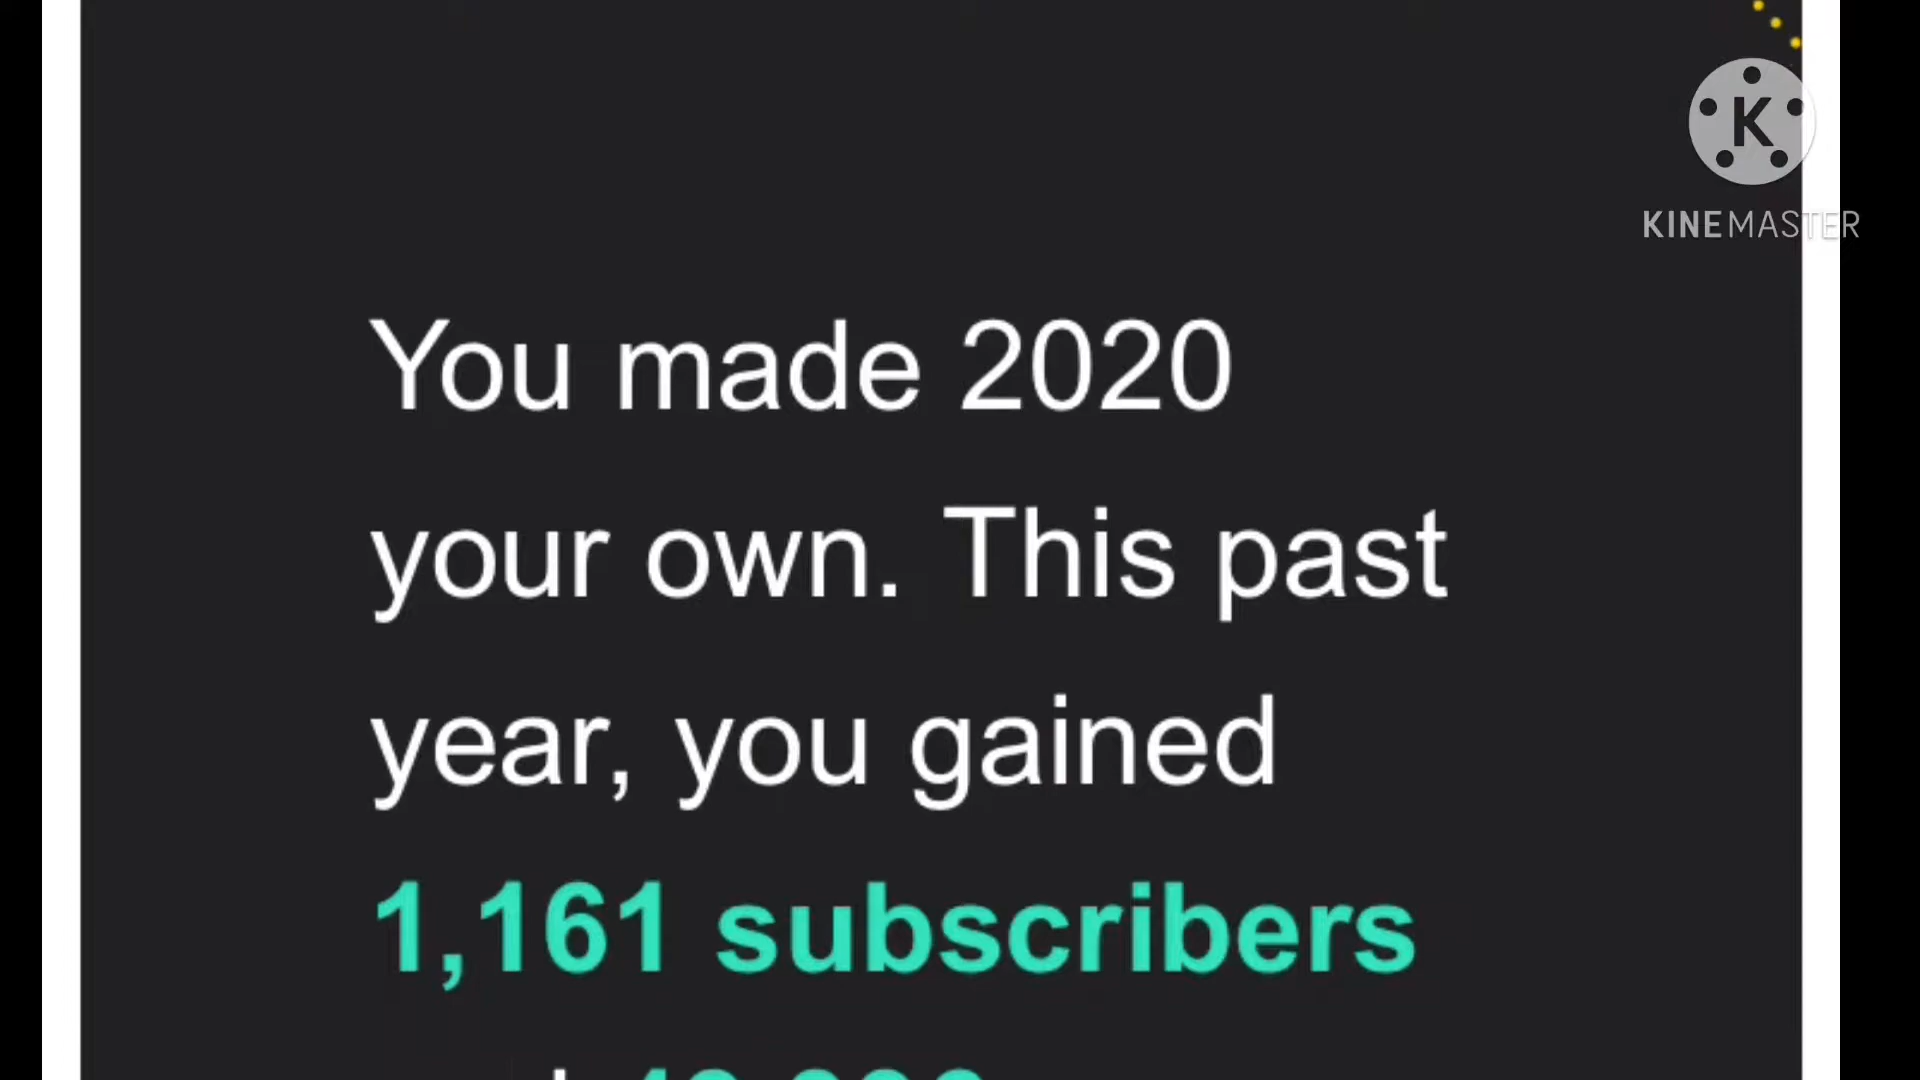 K
KINEMASTER
You made 2020
your own. This past
year, you gained
1,161 subscribers